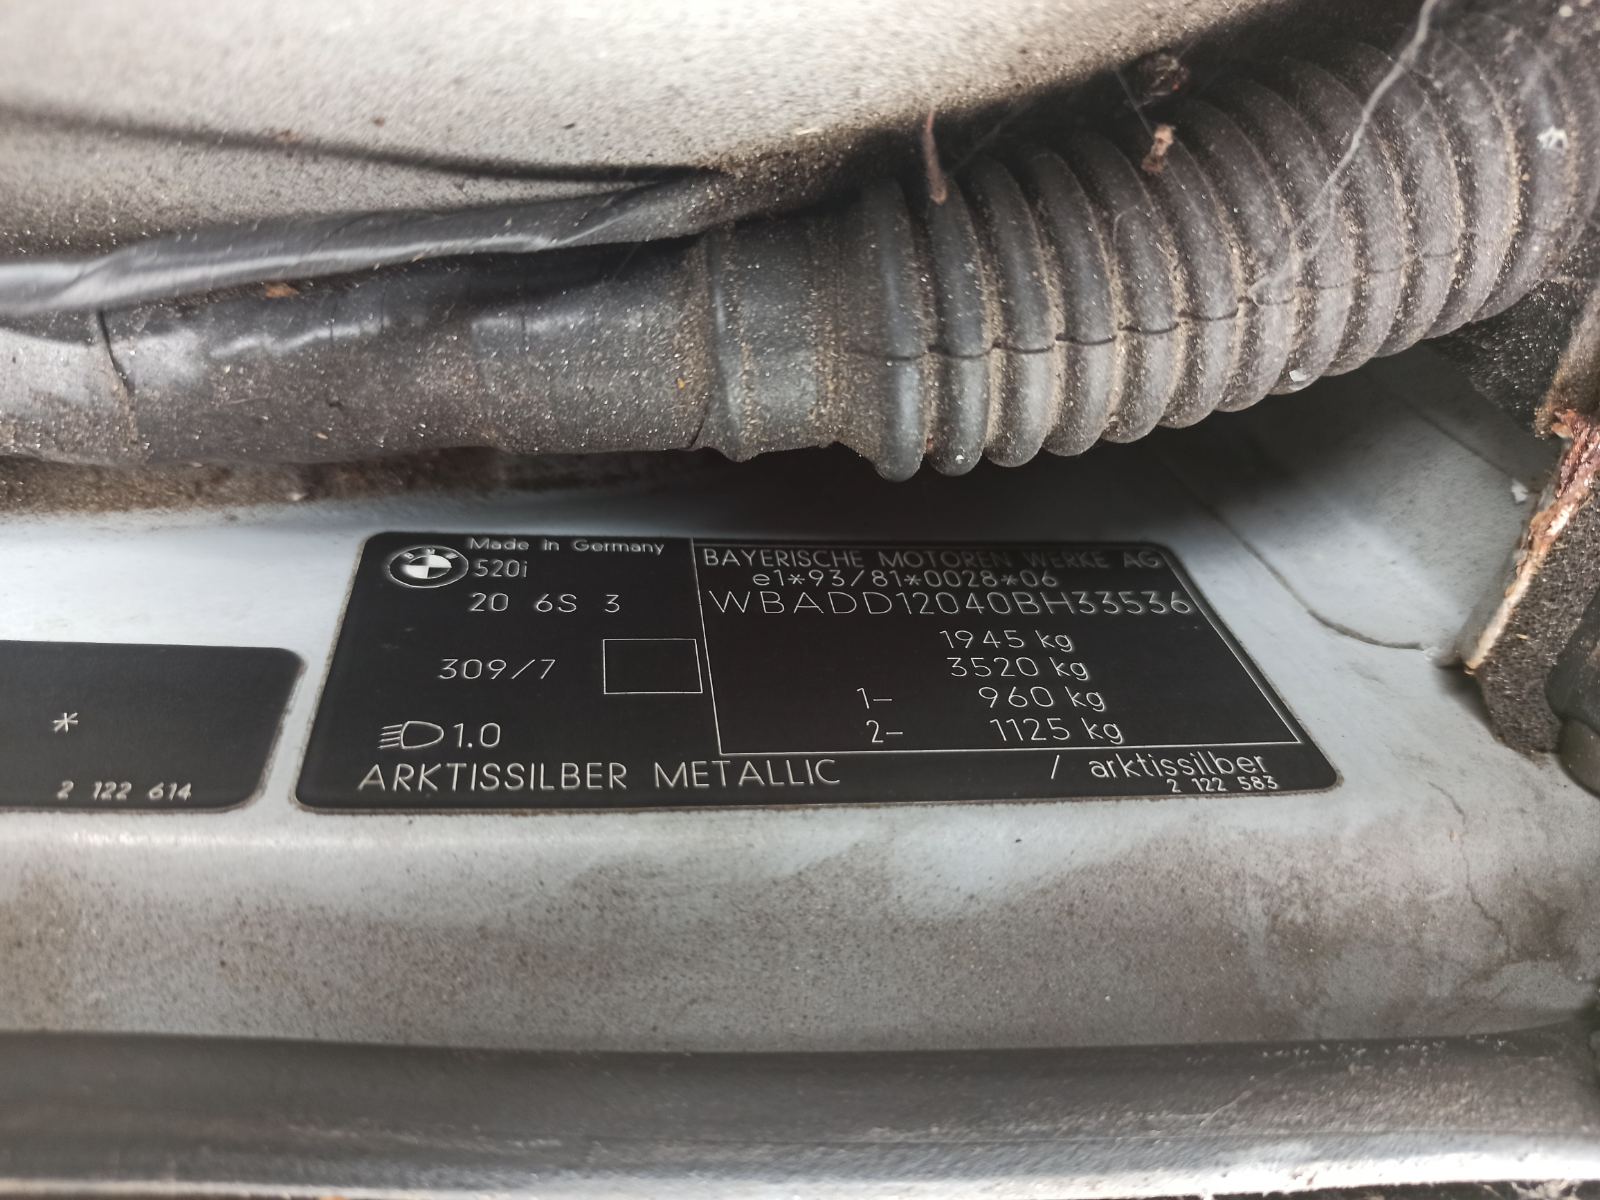 BMW
Made in Germany
520i
20 6S 3
309/7
1.0
ARKTISSILBER METALLIC
BAYERISCHE MOTOREN WERKE AG
e1*93/81*0028*06
WBADD12040BH33536
1945 kg
3520 kg
1- 960 kg
2- 1125 kg
/ arktissilber
2 122 583
*
2 122 614